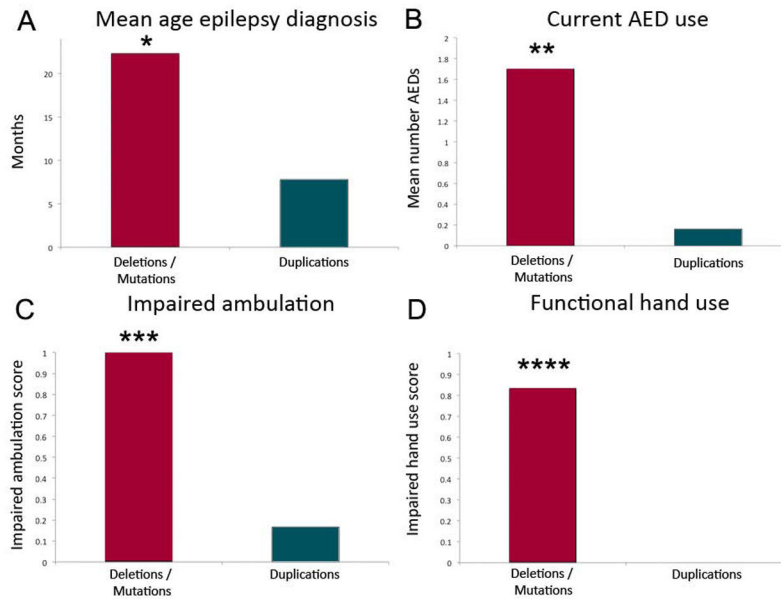 A
Mean age epilepsy diagnosis
*
Months
20
15
10
5
0
Deletions /
Mutations
Duplications
B
Current AED use
**
Mean number AEDs
2
1.8
1.6
1.4
1.2
1
0.8
0.6
0.4
0.2
0
Deletions /
Mutations
Duplications
C
Impaired ambulation
***
Impaired ambulation score
1
0.9
0.8
0.7
0.6
0.5
0.4
0.3
0.2
0.1
0
Deletions /
Mutations
Duplications
D
Functional hand use
****
Impaired hand use score
1
0.9
0.8
0.7
0.6
0.5
0.4
0.3
0.2
0.1
0
Deletions /
Mutations
Duplications